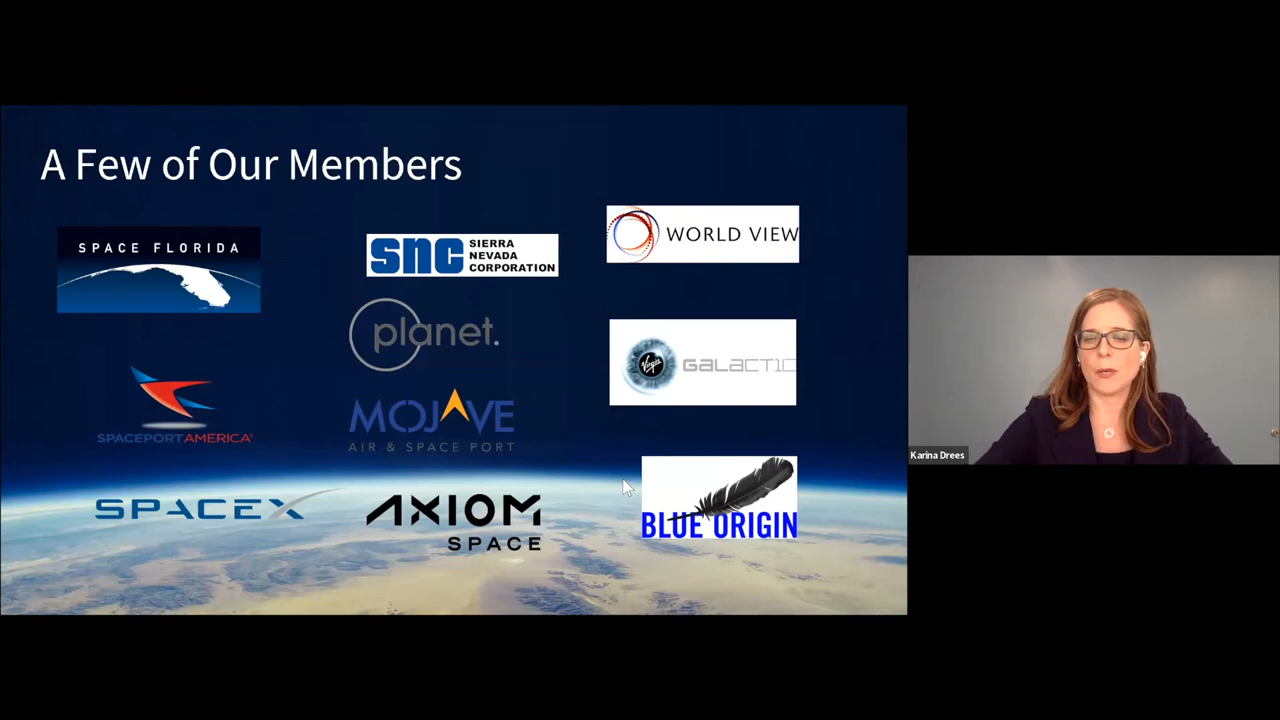 A Few of Our Members
SPACE FLORIDA
snc SIERRA
NEVADA
CORPORATION
WORLD VIEW
planet.
Virgin GALACTIC
SPACEPORTAMERICA
MOJAVE
AIR & SPACE PORT
SPACEX
AXIOM
SPACE
BLUE ORIGIN
Karina Drees